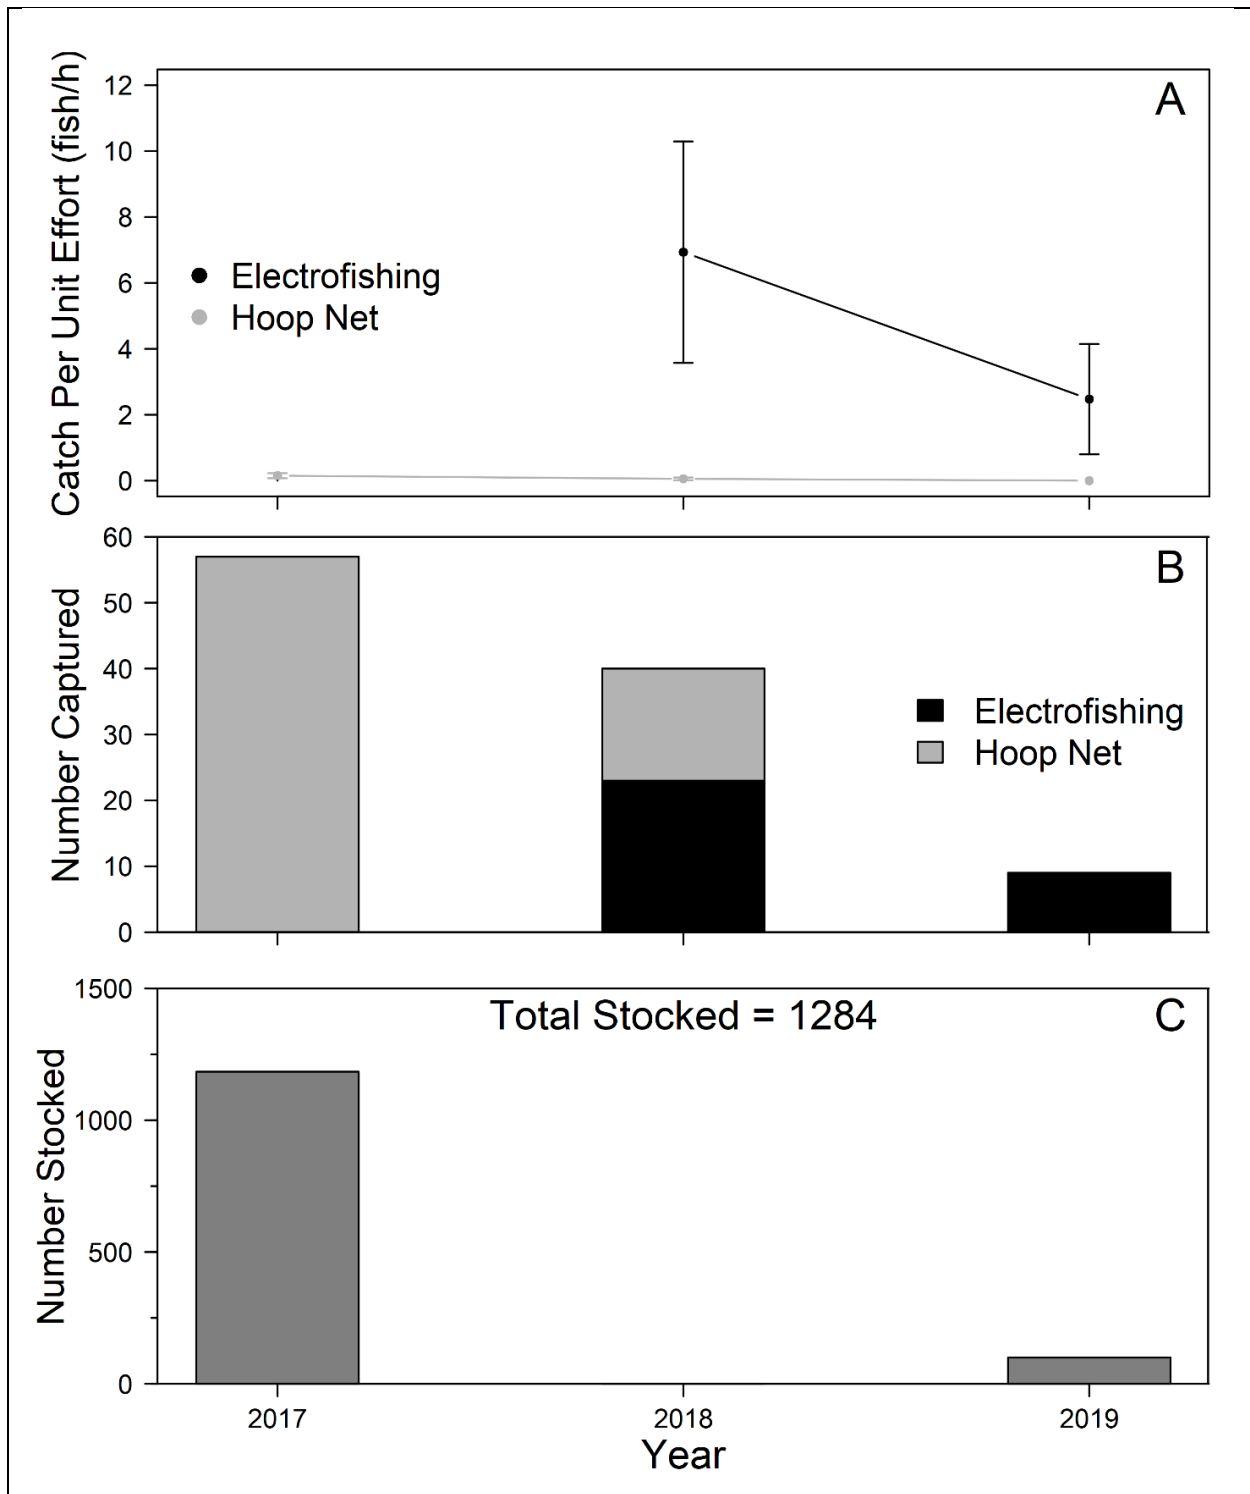 Catch Per Unit Effort (fish/h)
12
10
8
6
4
2
0
A
Electrofishing
Hoop Net
Number Captured
60
50
40
30
20
10
0
B
Electrofishing
Hoop Net
Number Stocked
1500
1000
500
0
Total Stocked = 1284
C
2017
2018
2019
Year